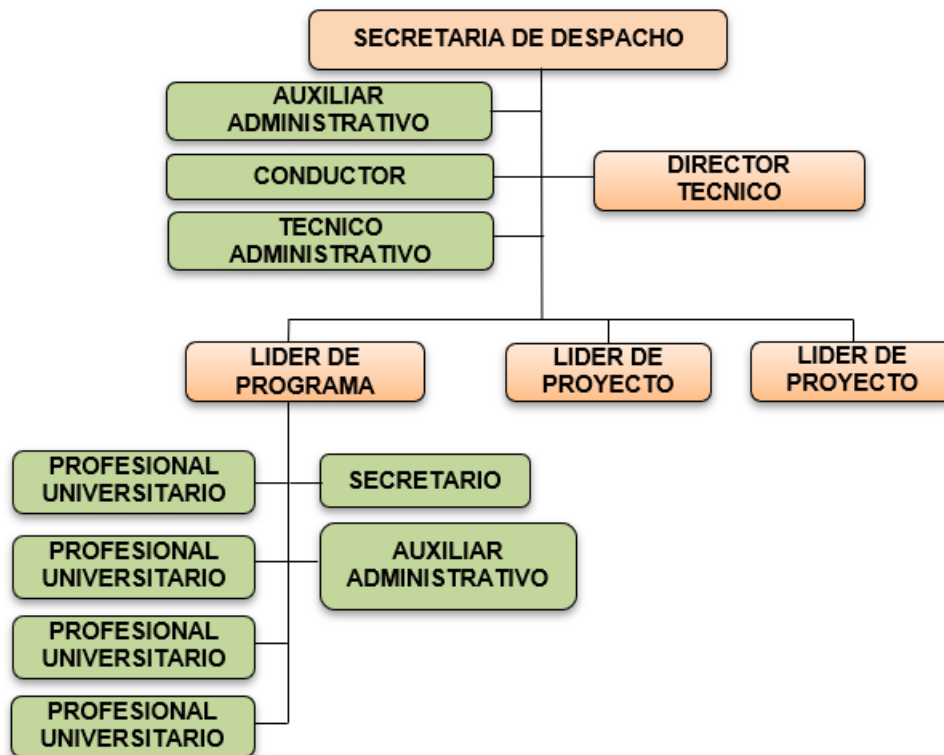 SECRETARIA DE DESPACHO
AUXILIAR
ADMINISTRATIVO
CONDUCTOR
DIRECTOR
TECNICO
TECNICO
ADMINISTRATIVO
LIDER DE
PROGRAMA
LIDER DE
PROYECTO
LIDER DE
PROYECTO
PROFESIONAL
UNIVERSITARIO
SECRETARIO
PROFESIONAL
UNIVERSITARIO
AUXILIAR
ADMINISTRATIVO
PROFESIONAL
UNIVERSITARIO
PROFESIONAL
UNIVERSITARIO